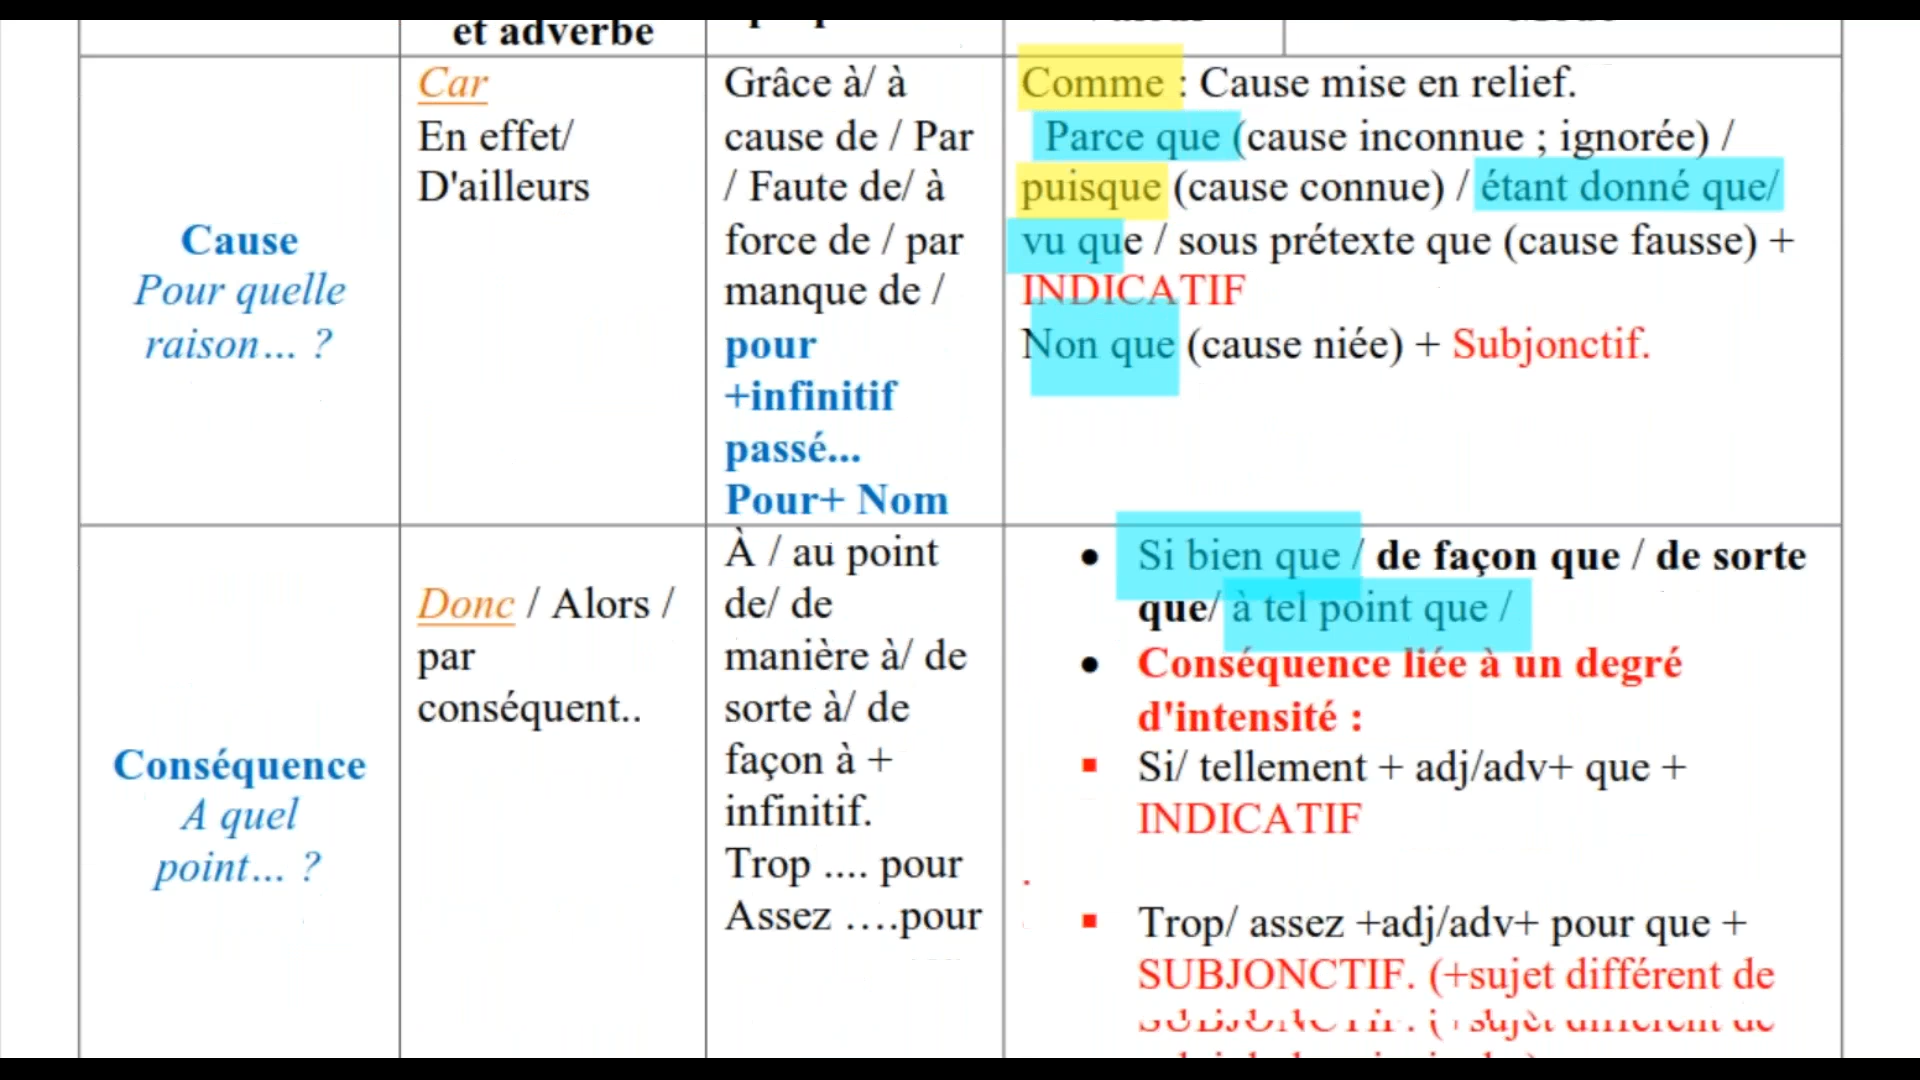 et adverbe
Cause
Pour quelle
raison... ?
Car
En effet/
D'ailleurs
Grâce à/ à
cause de / Par
/ Faute de/ à
force de / par
manque de /
pour
+infinitif
passé...
Pour+ Nom
Comme : Cause mise en relief.
Parce que (cause inconnue ; ignorée) /
puisque (cause connue) / étant donné que/
vu que / sous prétexte que (cause fausse) +
INDICATIF
Non que (cause niée) + Subjonctif.
Conséquence
A quel
point... ?
Donc / Alors /
par
conséquent..
À / au point
de/ de
manière à/ de
sorte à/ de
façon à +
infinitif.
Trop .... pour
Assez ....pour
• Si bien que / de façon que / de sorte
que/ à tel point que /
• Conséquence liée à un degré
d'intensité :
▪ Si/ tellement + adj/adv+ que +
INDICATIF
▪ Trop/ assez +adj/adv+ pour que +
SUBJONCTIF. (+sujet différent de